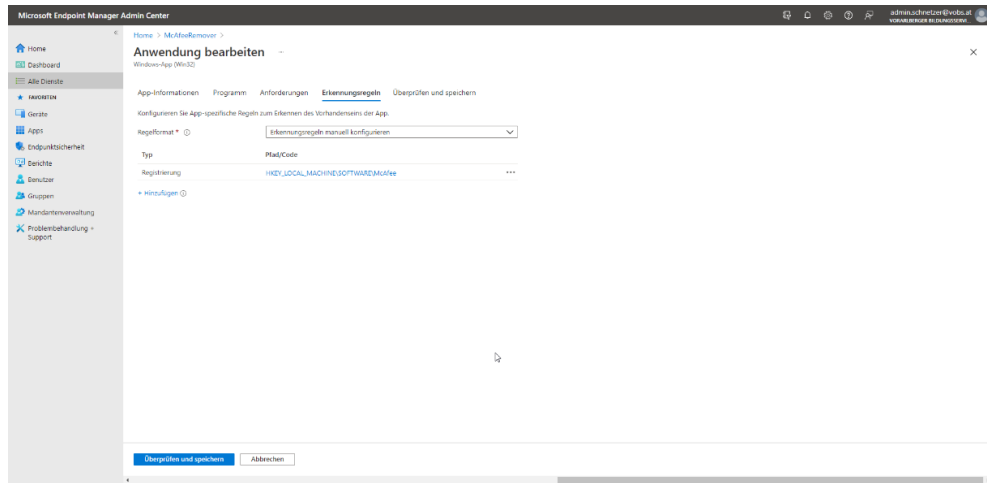 Microsoft Endpoint Manager Admin Center
admin.schnetzer@vobs.at
VORARLBERGER BILDUNGSSERVI...
«
Home
Dashboard
Alle Dienste
FAVORITEN
Geräte
Apps
Endpunktsicherheit
Berichte
Benutzer
Gruppen
Mandantenverwaltung
Problembehandlung +
Support
Home > McAfeeRemover >
Anwendung bearbeiten ...
Windows-App (Win32)
App-Informationen Programm Anforderungen Erkennungsregeln Überprüfen und speichern
Konfigurieren Sie App-spezifische Regeln zum Erkennen des Vorhandenseins der App.
Regelformat * Erkennungsregeln manuell konfigurieren
Typ Pfad/Code
Registrierung HKEY_LOCAL_MACHINE\SOFTWARE\McAfee ...
+ Hinzufügen
Überprüfen und speichern Abbrechen